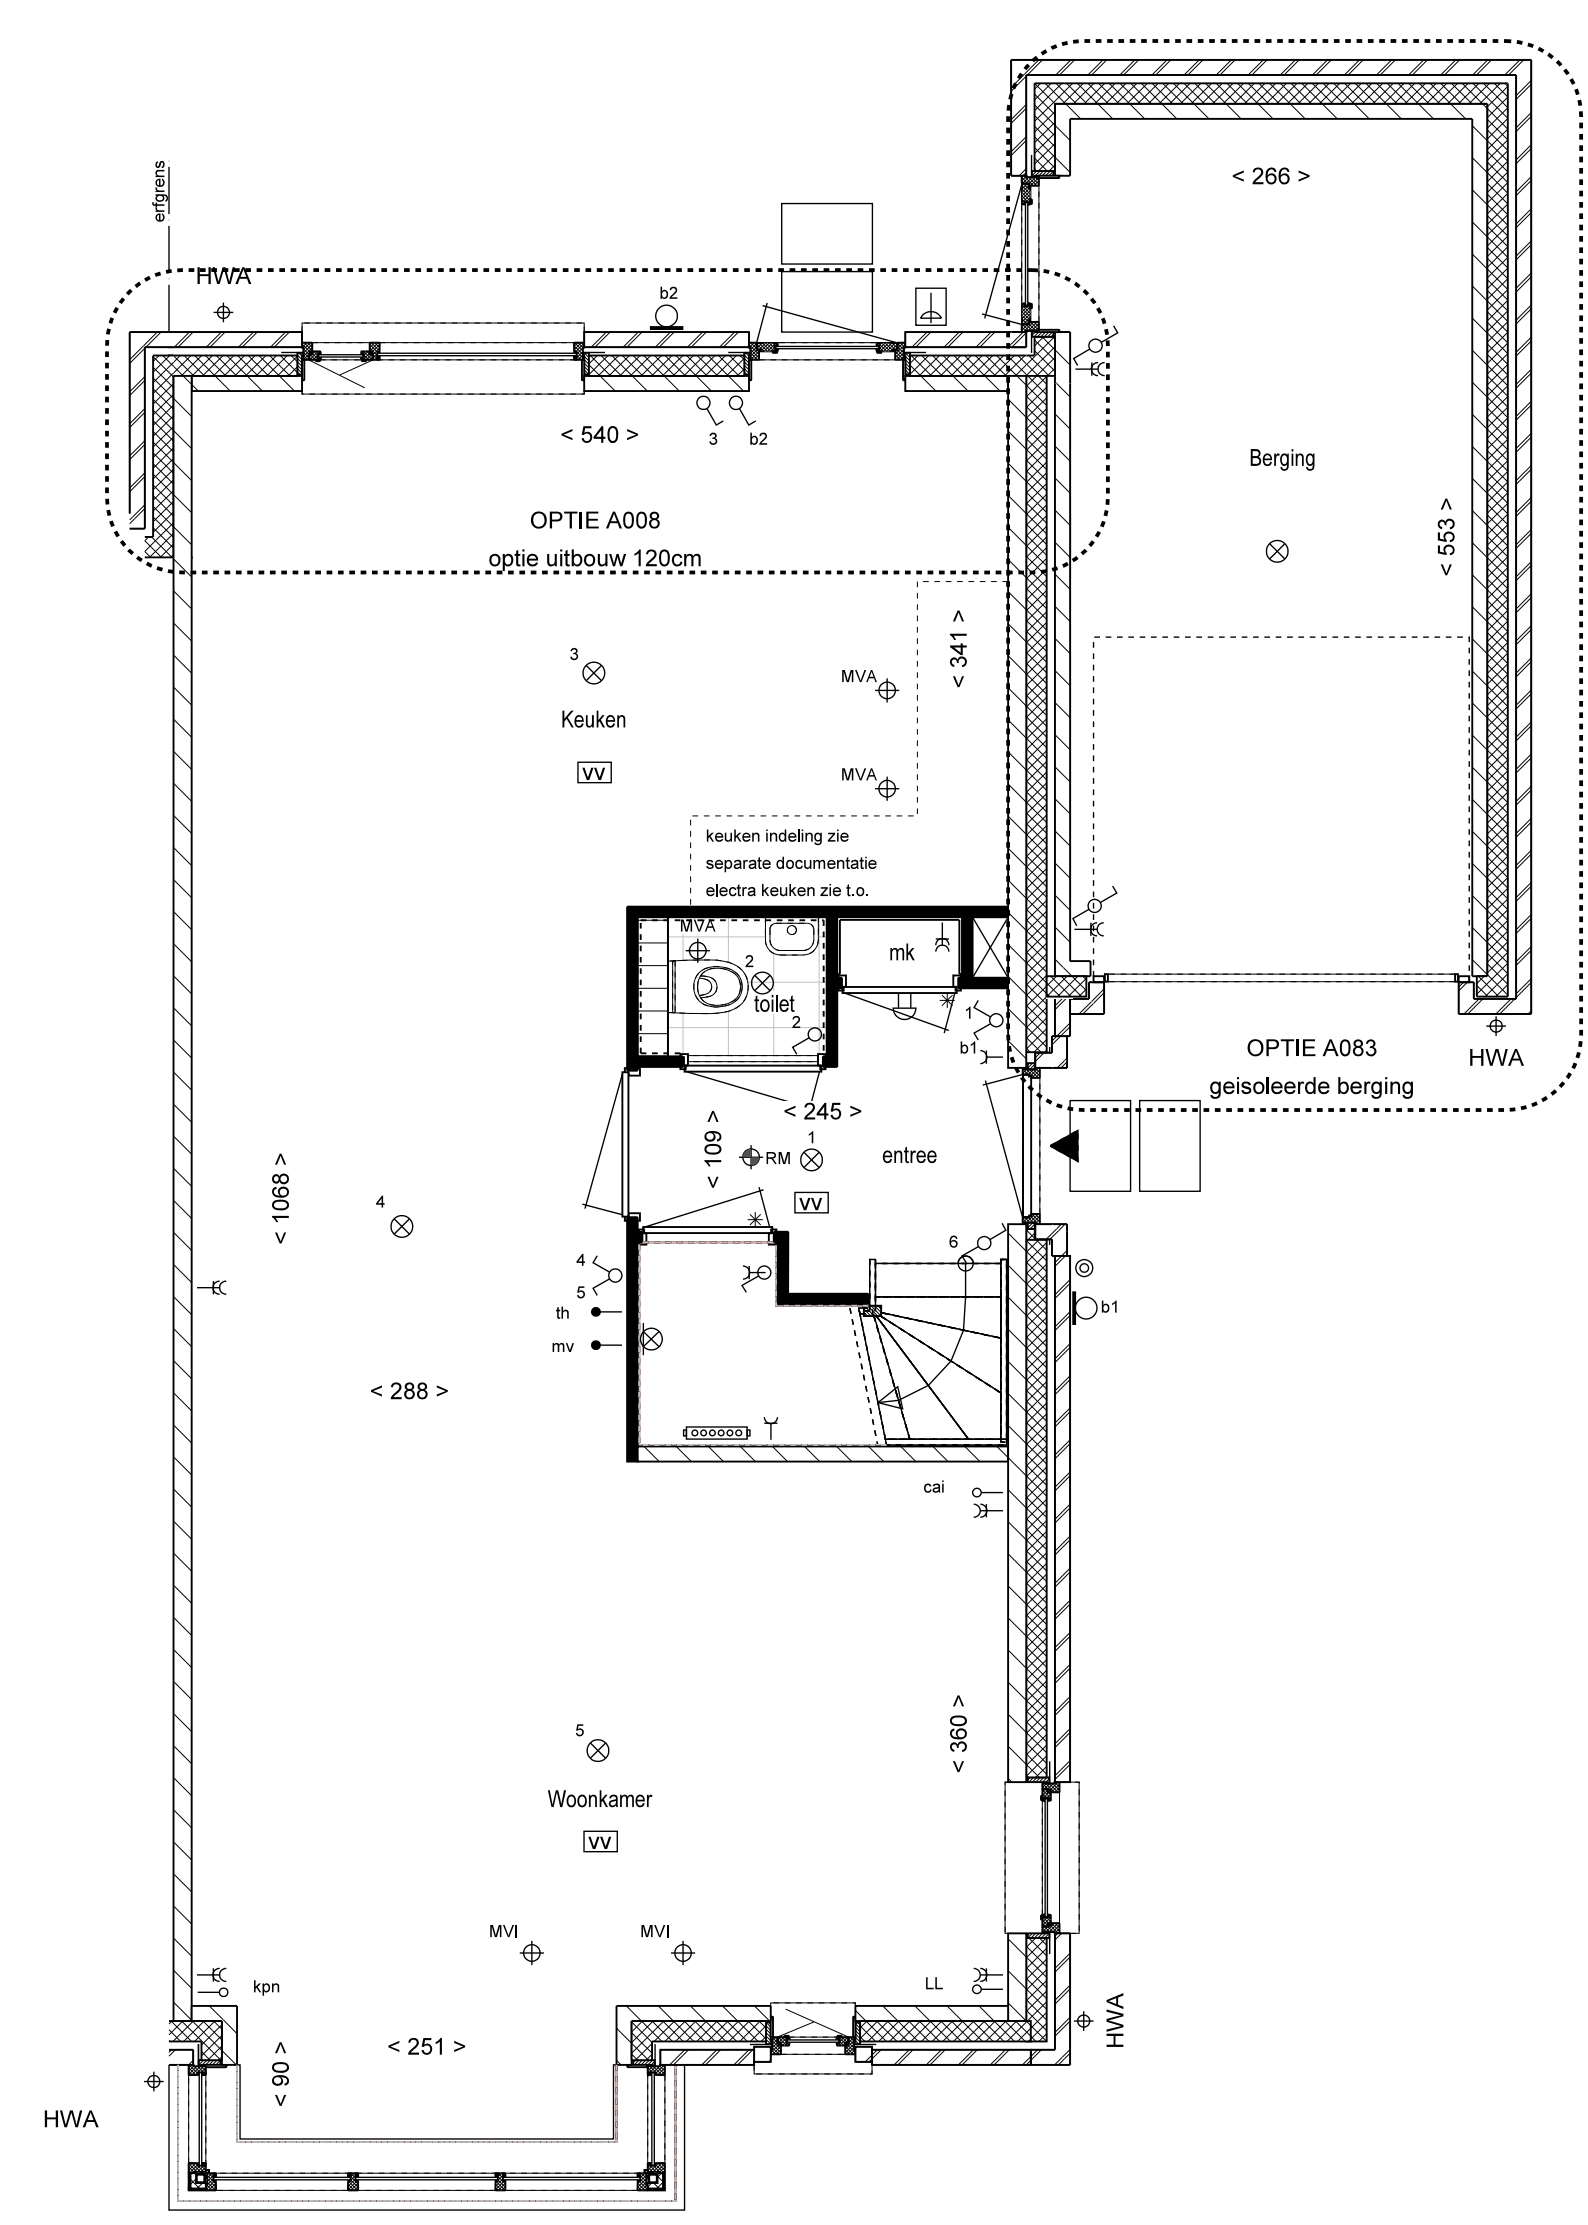 erfgrens
HWA
b2
< 266 >
< 540 >
3
b2
Berging
OPTIE A008
optie uitbouw 120cm
< 553 >
< 341 >
3
Keuken
VV
MVA
MVA
keuken indeling zie
separate documentatie
electra keuken zie t.o.
MVA
2
toilet
2
mk
1
b1
OPTIE A083
geisoleerde berging
HWA
< 245 >
< 109 >
RM
1
entree
VV
< 1068 >
4
6
4
5
th
mv
b1
< 288 >
cai
< 360 >
5
Woonkamer
VV
MVI
MVI
kpn
LL
HWA
< 251 >
< 90 >
HWA